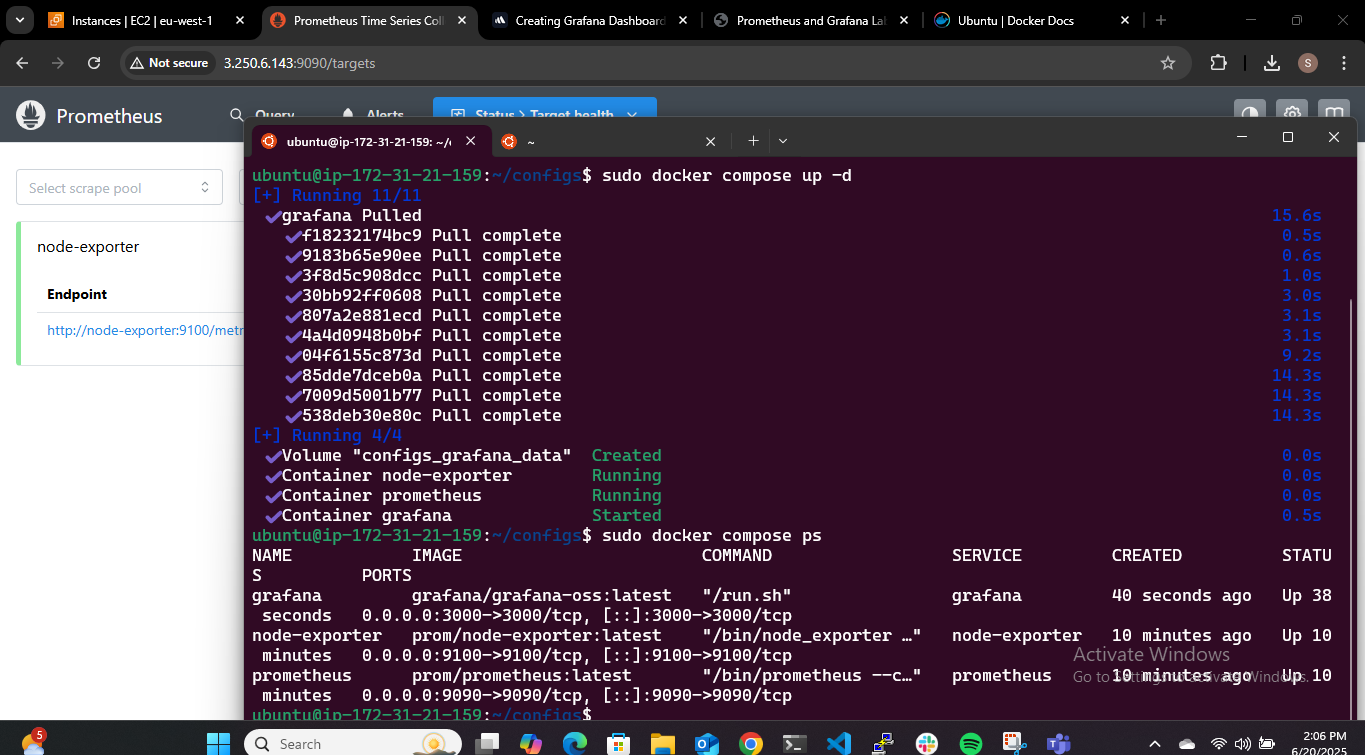 Instances | EC2 | eu-west-1
Prometheus Time Series Coll
Creating Grafana Dashboard
Prometheus and Grafana La
Ubuntu | Docker Docs
Not secure 3.250.6.143:9090/targets
S
Prometheus
Query
Alerts
Status > Target health
Select scrape pool
node-exporter
Endpoint
http://node-exporter:9100/metr
ubuntu@ip-172-31-21-159: ~/c
~
ubuntu@ip-172-31-21-159:~/configs$ sudo docker compose up -d
[+] Running 11/11
✔grafana Pulled 15.6s
✔f18232174bc9 Pull complete 0.5s
✔9183b65e90ee Pull complete 0.6s
✔3f8d5c908dcc Pull complete 1.0s
✔30bb92ff0608 Pull complete 3.0s
✔807a2e881ecd Pull complete 3.1s
✔4a4d0948b0bf Pull complete 3.1s
✔04f6155c873d Pull complete 9.2s
✔85dde7dceb0a Pull complete 14.3s
✔7009d5001b77 Pull complete 14.3s
✔538deb30e80c Pull complete 14.3s
[+] Running 4/4
✔Volume "configs_grafana_data" Created 0.0s
✔Container node-exporter Running 0.0s
✔Container prometheus Running 0.0s
✔Container grafana Started 0.5s
ubuntu@ip-172-31-21-159:~/configs$ sudo docker compose ps
NAME IMAGE COMMAND SERVICE CREATED STATU
S PORTS
grafana grafana/grafana-oss:latest "/run.sh" grafana 40 seconds ago Up 38
seconds 0.0.0.0:3000->3000/tcp, [::]:3000->3000/tcp
node-exporter prom/node-exporter:latest "/bin/node_exporter …" node-exporter 10 minutes ago Up 10
minutes 0.0.0.0:9100->9100/tcp, [::]:9100->9100/tcp
prometheus prom/prometheus:latest "/bin/prometheus --c…" prometheus 10 minutes ago Up 10
minutes 0.0.0.0:9090->9090/tcp, [::]:9090->9090/tcp
ubuntu@ip-172-31-21-159:~/configs$
Activate Windows
Go to Settings to activate Windows.
5
Search
2:06 PM
6/20/2025